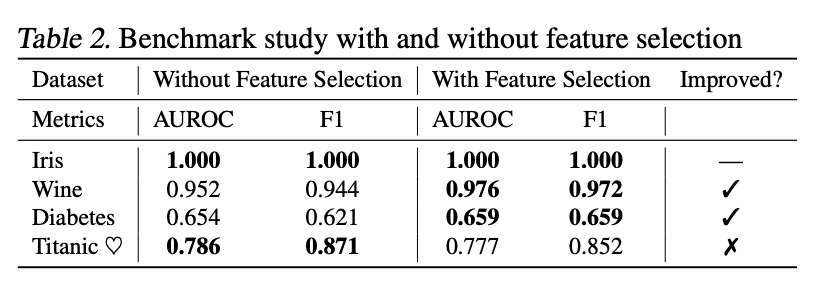 Table 2. Benchmark study with and without feature selection
Dataset Without Feature Selection With Feature Selection Improved?
Metrics AUROC F1 AUROC F1
Iris 1.000 1.000 1.000 1.000 —
Wine 0.952 0.944 0.976 0.972 ✓
Diabetes 0.654 0.621 0.659 0.659 ✓
Titanic ♡ 0.786 0.871 0.777 0.852 ✗